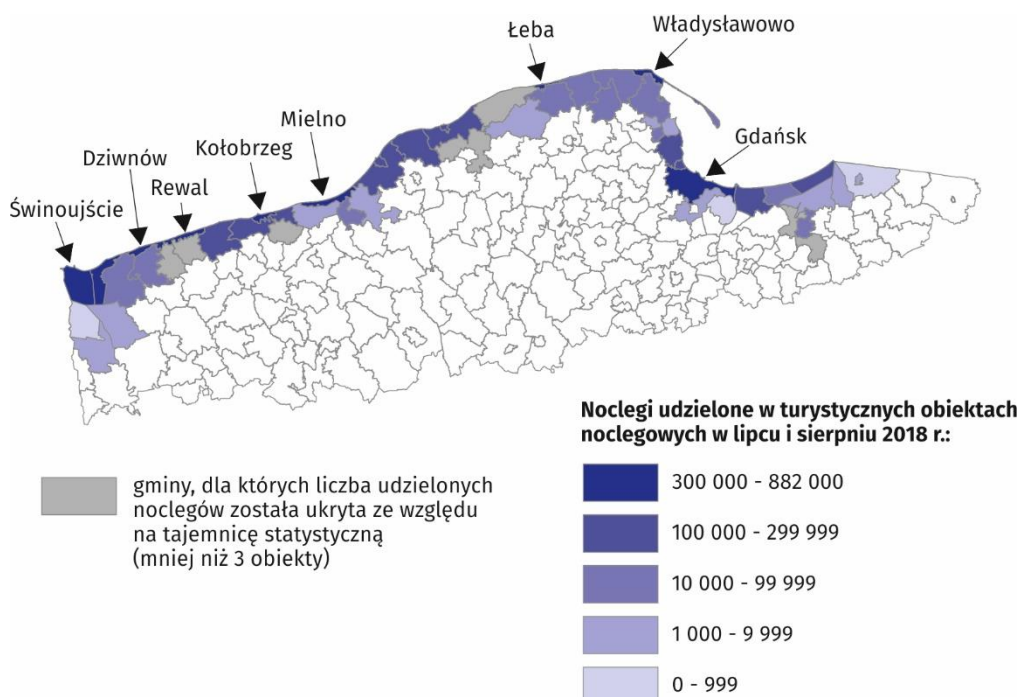 Łeba
Władysławowo
Mielno
Kołobrzeg
Dziwnów
Rewal
Gdańsk
Świnoujście
Noclegi udzielone w turystycznych obiektach
noclegowych w lipcu i sierpniu 2018 r.:
300 000 - 882 000
100 000 - 299 999
10 000 - 99 999
1 000 - 9 999
0 - 999
gminy, dla których liczba udzielonych
noclegów została ukryta ze względu
na tajemnicę statystyczną
(mniej niż 3 obiekty)